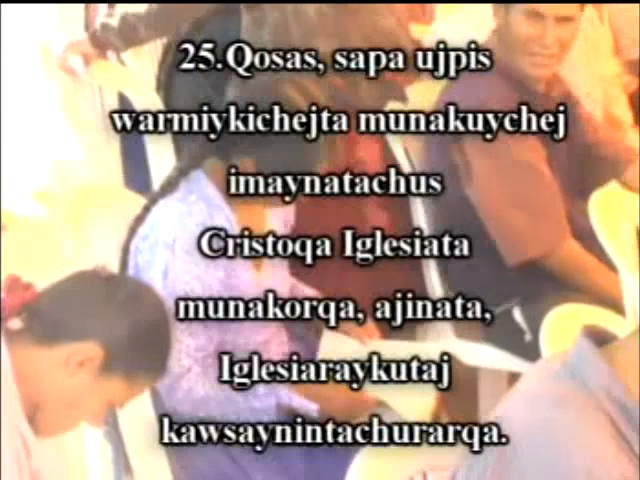 25.Qosas, sapa ujpis
warmiykichejta munakuychej
imaynatachus
Cristoqa Iglesiata
munakorqa, ajinata,
Iglesiaraykutaj
kawsaynintachurarqa.